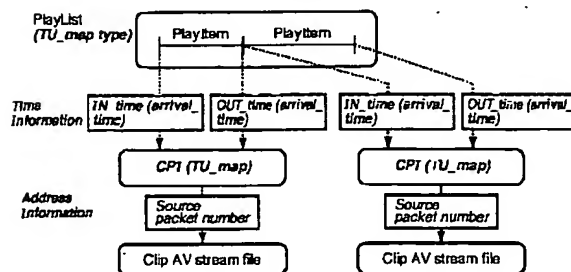 PlayList
(TU_map type)
PlayItem PlayItem
Time
Information
IN_time (arrival_
time)
OUT_time (arrival_
time)
IN_time (arrival_
time)
OUT_time (arrival_
time)
CPI (TU_map)
CPI (TU_map)
Address
Information
Source
packet number
Source
packet number
Clip AV stream file
Clip AV stream file